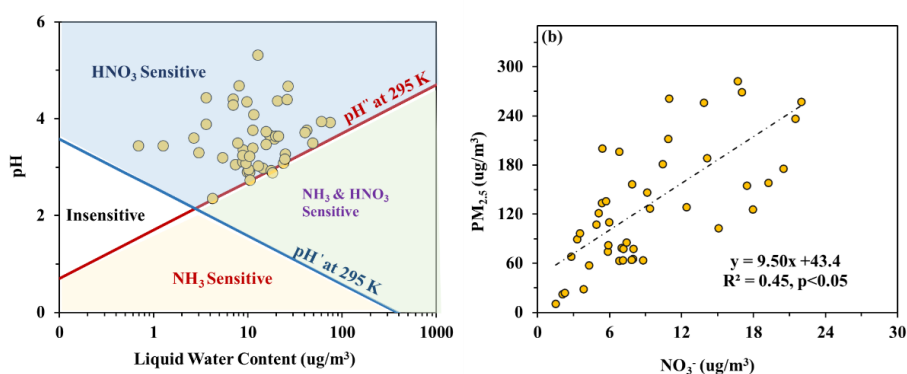 6
4
2
0
pH
HNO₃ Sensitive
pH'' at 295 K
NH₃ & HNO₃
Sensitive
Insensitive
NH₃ Sensitive
pH' at 295 K
0 1 10 100 1000
Liquid Water Content (ug/m³)
(b)
300
240
180
120
60
0
PM₂.₅ (ug/m³)
y = 9.50x +43.4
R² = 0.45, p<0.05
0 6 12 18 24 30
NO₃⁻ (ug/m³)